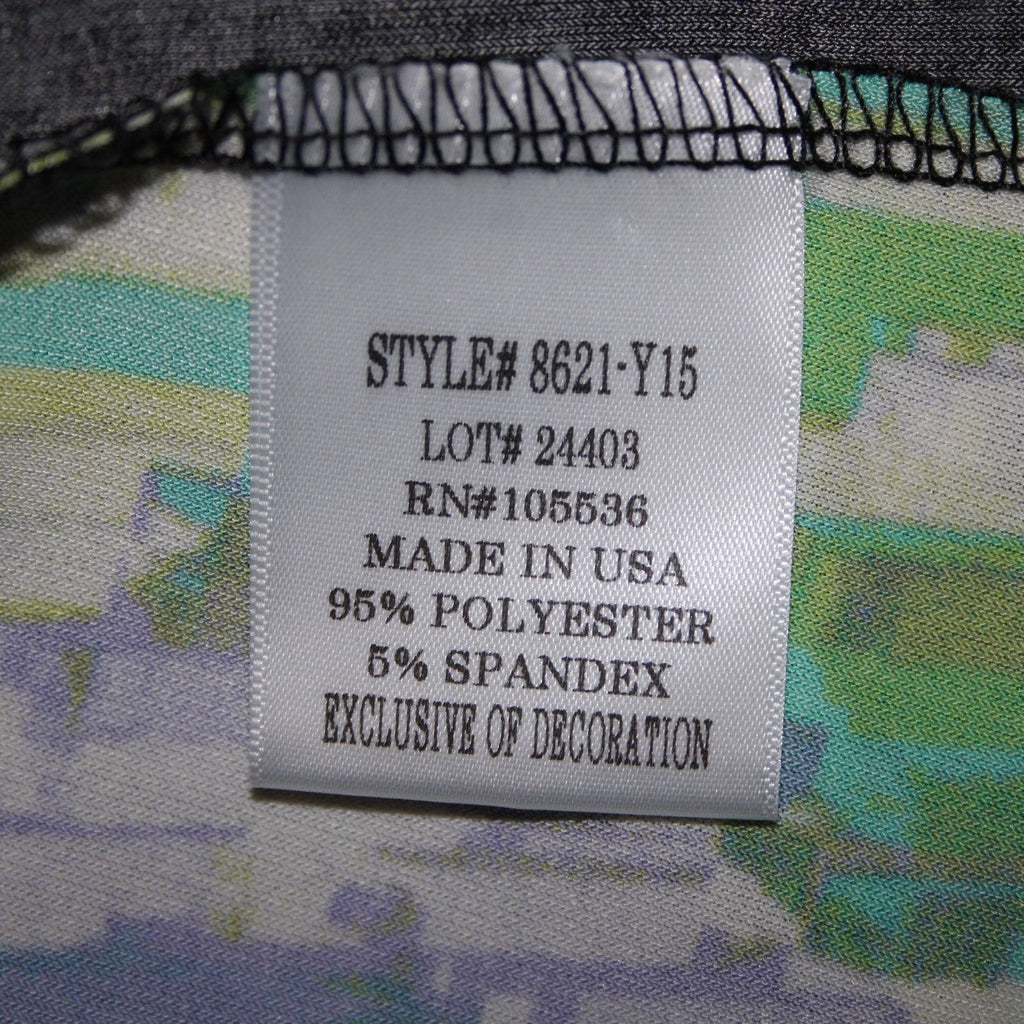 STYLE# 8621-Y15
LOT# 24403
RN#105536
MADE IN USA
95% POLYESTER
5% SPANDEX
EXCLUSIVE OF DECORATION